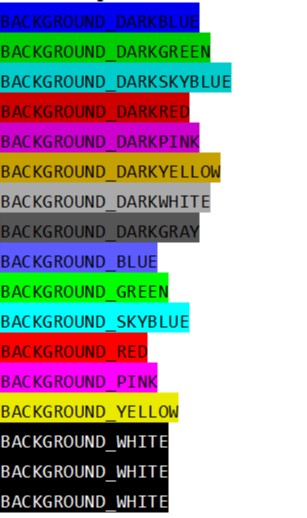 BACKGROUND_DARKBLUE
BACKGROUND_DARKGREEN
BACKGROUND_DARKSKYBLUE
BACKGROUND_DARKRED
BACKGROUND_DARKPINK
BACKGROUND_DARKYELLOW
BACKGROUND_DARKWHITE
BACKGROUND_DARKGRAY
BACKGROUND_BLUE
BACKGROUND_GREEN
BACKGROUND_SKYBLUE
BACKGROUND_RED
BACKGROUND_PINK
BACKGROUND_YELLOW
BACKGROUND_WHITE
BACKGROUND_WHITE
BACKGROUND_WHITE